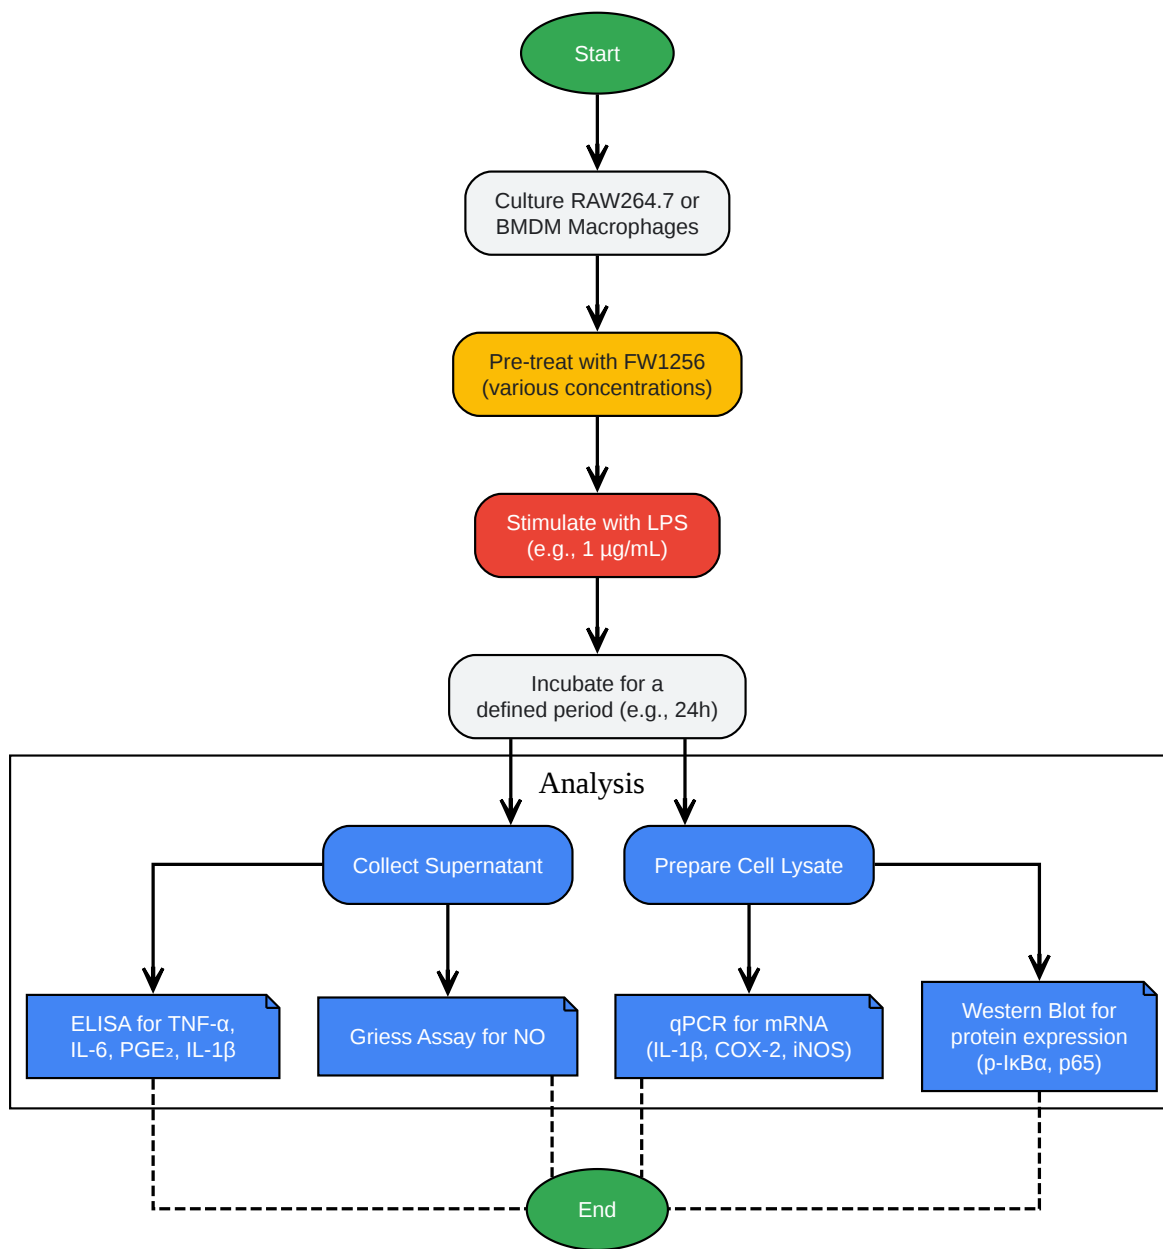 Start
Culture RAW264.7 or
BMDM Macrophages
Pre-treat with FW1256
(various concentrations)
Stimulate with LPS
(e.g., 1 µg/mL)
Incubate for a
defined period (e.g., 24h)
Analysis
Collect Supernatant
Prepare Cell Lysate
ELISA for TNF-α,
IL-6, PGE₂, IL-1β
Griess Assay for NO
qPCR for mRNA
(IL-1β, COX-2, iNOS)
Western Blot for
protein expression
(p-IκBα, p65)
End